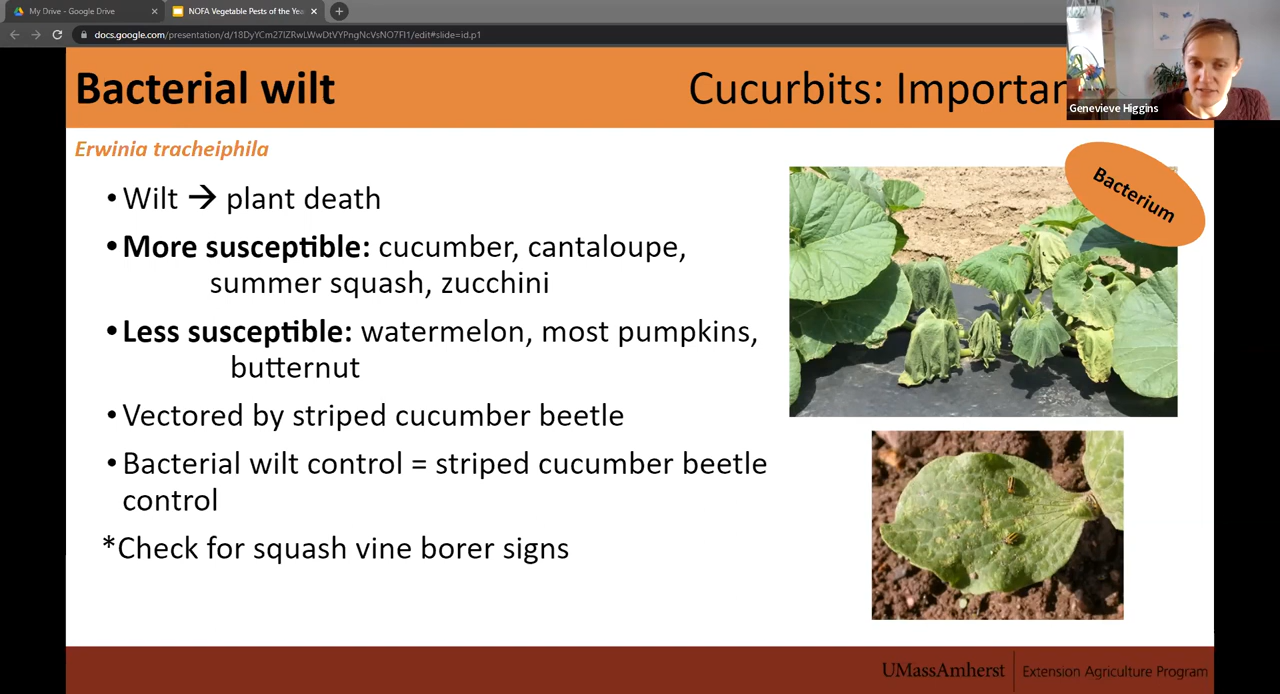 My Drive - Google Drive
NOFA Vegetable Pests of the Yea
docs.google.com/presentation/d/18DyYCm27IZRwLWwDtVYPngNcVsNO7FI1/edit#slide=id.p1
Genevieve Higgins
Bacterial wilt
Cucurbits: Importan
Erwinia tracheiphila
Bacterium
•Wilt → plant death
•More susceptible: cucumber, cantaloupe,
summer squash, zucchini
•Less susceptible: watermelon, most pumpkins,
butternut
•Vectored by striped cucumber beetle
•Bacterial wilt control = striped cucumber beetle
control
*Check for squash vine borer signs
UMassAmherst
Extension Agriculture Program